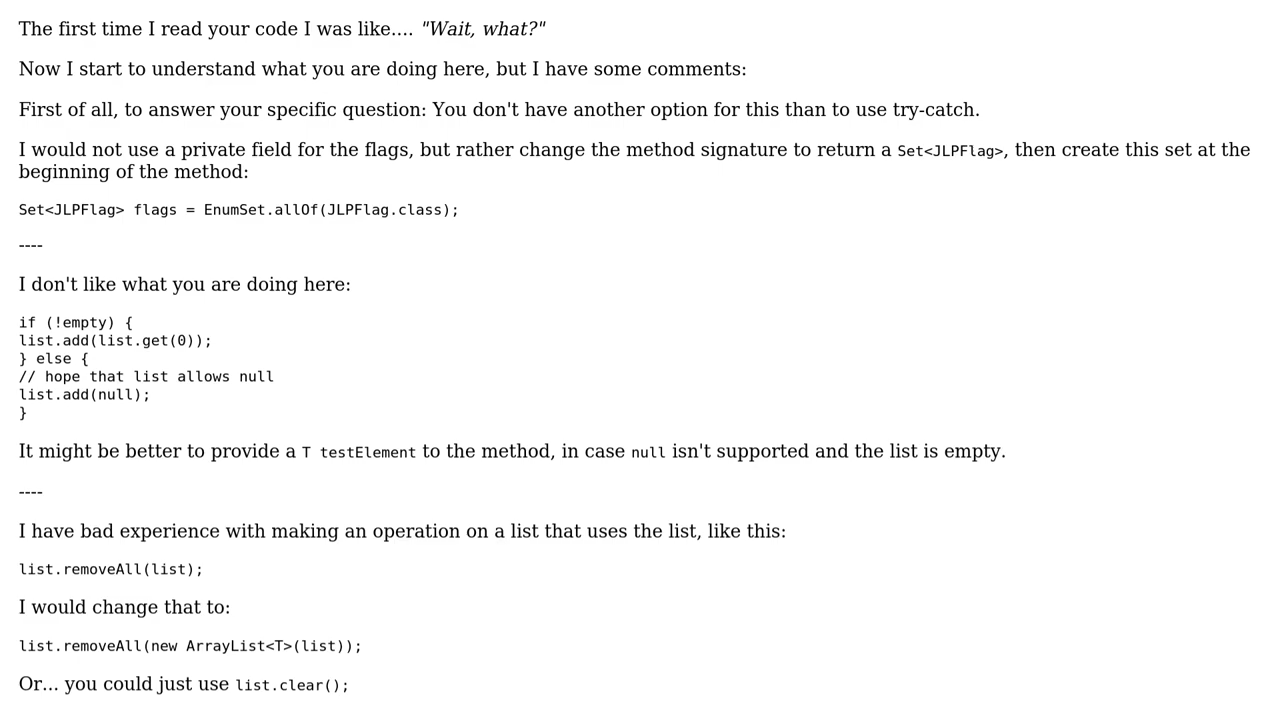 The first time I read your code I was like.... "Wait, what?"
Now I start to understand what you are doing here, but I have some comments:
First of all, to answer your specific question: You don't have another option for this than to use try-catch.
I would not use a private field for the flags, but rather change the method signature to return a Set<JLPFlag>, then create this set at the
beginning of the method:
Set<JLPFlag> flags = EnumSet.allOf(JLPFlag.class);
----
I don't like what you are doing here:
if (!empty) {
list.add(list.get(0));
} else {
// hope that list allows null
list.add(null);
}
It might be better to provide a T testElement to the method, in case null isn't supported and the list is empty.
----
I have bad experience with making an operation on a list that uses the list, like this:
list.removeAll(list);
I would change that to:
list.removeAll(new ArrayList<T>(list));
Or... you could just use list.clear();